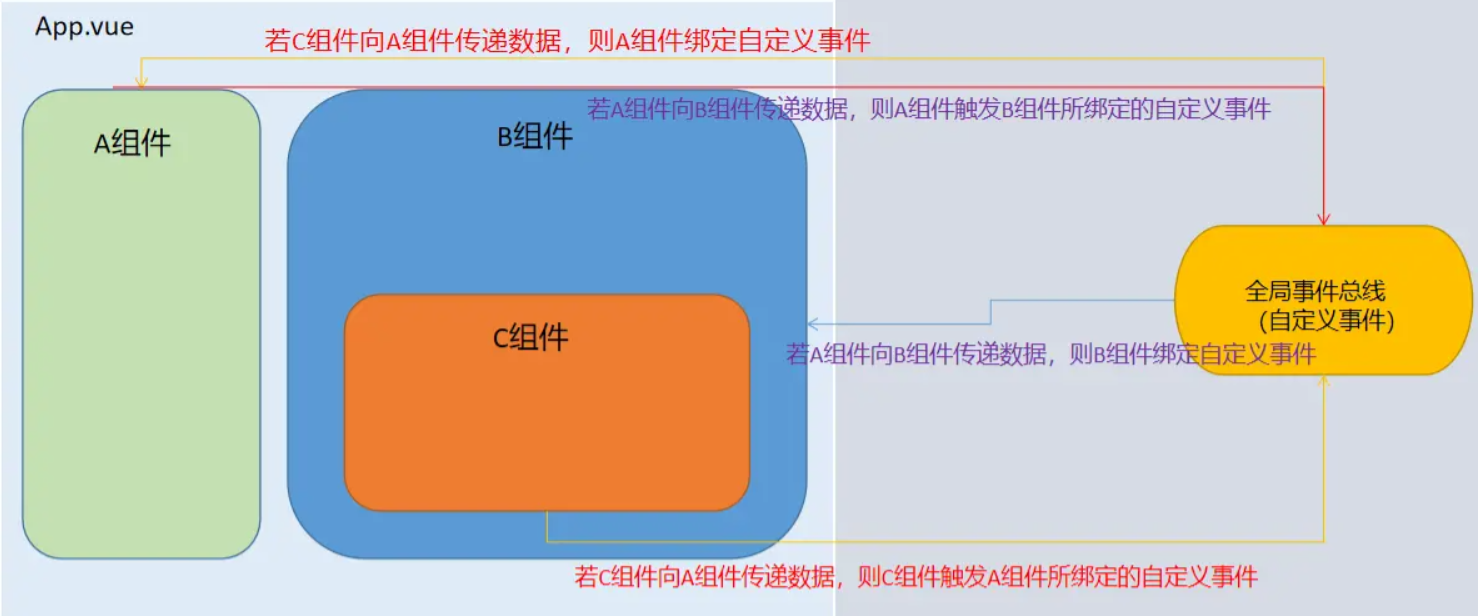 App.vue
若C组件向A组件传递数据，则A组件绑定自定义事件
若A组件向B组件传递数据，则A组件触发B组件所绑定的自定义事件
A组件
B组件
C组件
全局事件总线
（自定义事件）
若A组件向B组件传递数据，则B组件绑定自定义事件
若C组件向A组件传递数据，则C组件触发A组件所绑定的自定义事件